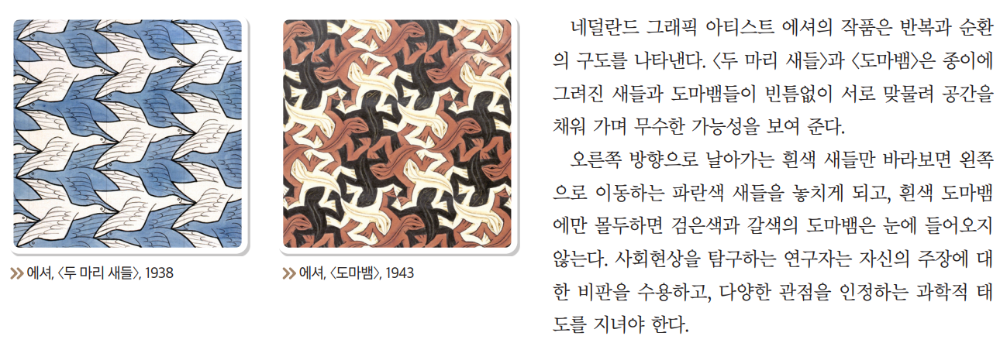 네덜란드 그래픽 아티스트 에셔의 작품은 반복과 순환
의 구도를 나타낸다. 〈두 마리 새들〉과 〈도마뱀〉은 종이에
그려진 새들과 도마뱀들이 빈틈없이 서로 맞물려 공간을
채워 가며 무수한 가능성을 보여 준다.
오른쪽 방향으로 날아가는 흰색 새들만 바라보면 왼쪽
으로 이동하는 파란색 새들을 놓치게 되고, 흰색 도마뱀
에만 몰두하면 검은색과 갈색의 도마뱀은 눈에 들어오지
않는다. 사회현상을 탐구하는 연구자는 자신의 주장에 대
한 비판을 수용하고, 다양한 관점을 인정하는 과학적 태
도를 지녀야 한다.
에셔, 〈두 마리 새들〉, 1938
에셔, 〈도마뱀〉, 1943